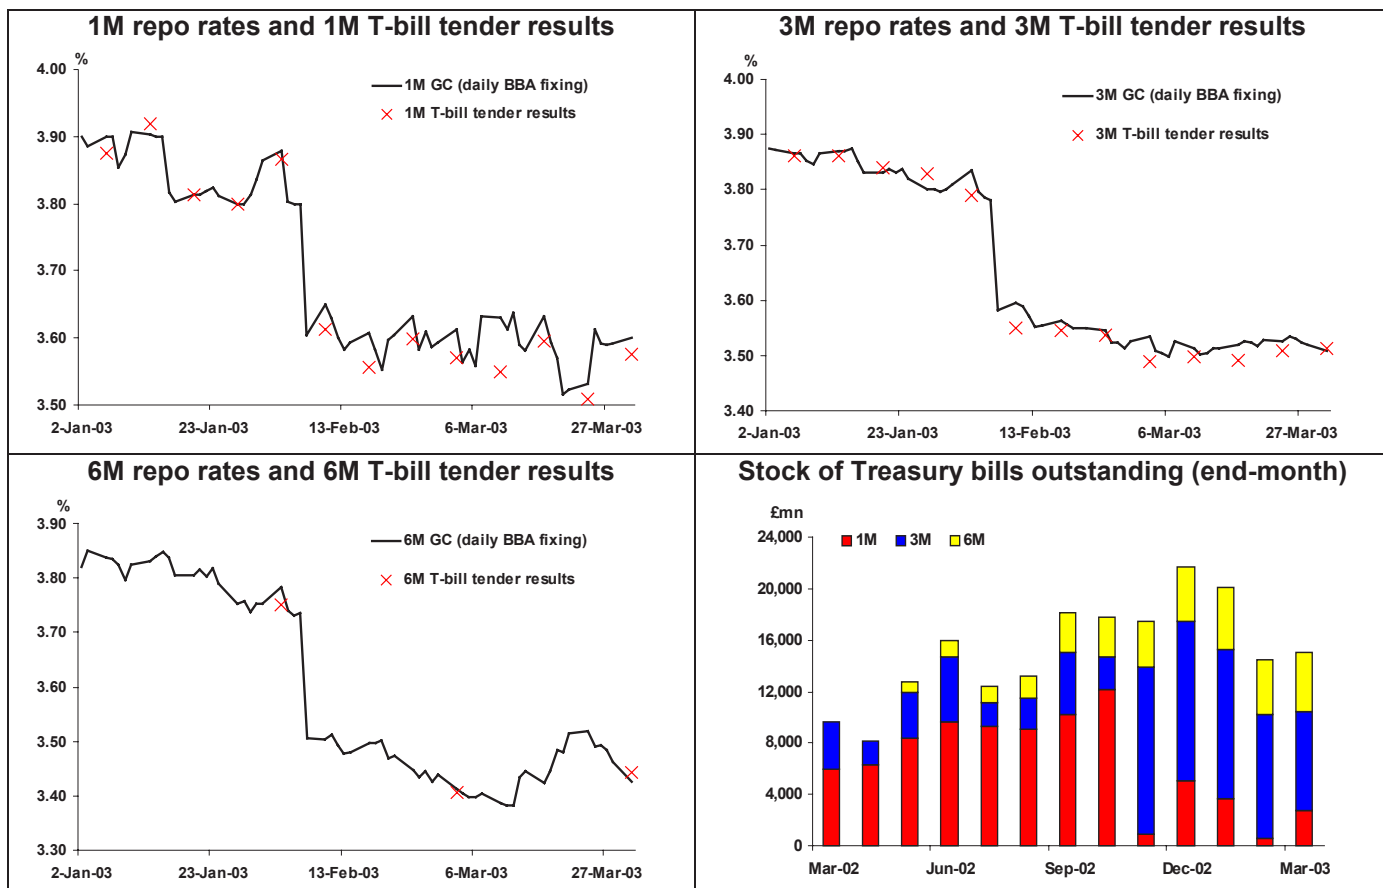 1M repo rates and 1M T-bill tender results
%
4.00
3.90
3.80
3.70
3.60
3.50
1M GC (daily BBA fixing)
1M T-bill tender results
2-Jan-03 23-Jan-03 13-Feb-03 6-Mar-03 27-Mar-03
3M repo rates and 3M T-bill tender results
%
4.00
3.90
3.80
3.70
3.60
3.50
3.40
3M GC (daily BBA fixing)
3M T-bill tender results
2-Jan-03 23-Jan-03 13-Feb-03 6-Mar-03 27-Mar-03
6M repo rates and 6M T-bill tender results
%
3.90
3.80
3.70
3.60
3.50
3.40
3.30
6M GC (daily BBA fixing)
6M T-bill tender results
2-Jan-03 23-Jan-03 13-Feb-03 6-Mar-03 27-Mar-03
Stock of Treasury bills outstanding (end-month)
£mn
24,000
20,000
16,000
12,000
8,000
4,000
0
1M 3M 6M
Mar-02 Jun-02 Sep-02 Dec-02 Mar-03